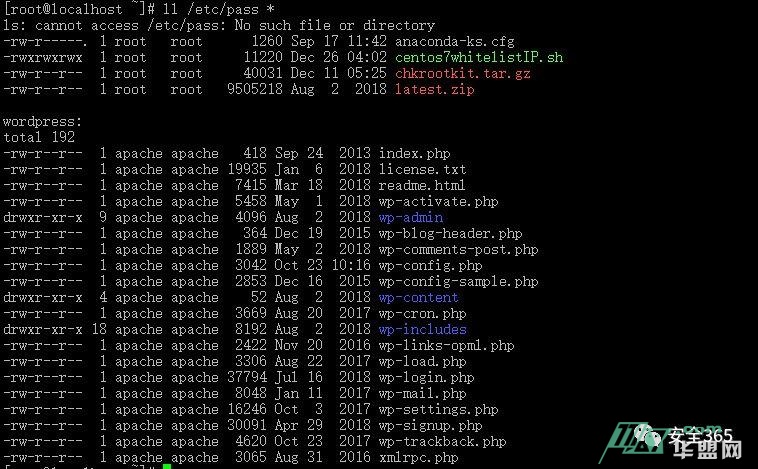 [root@localhost ~]# ll /etc/pass *
ls: cannot access /etc/pass: No such file or directory
-rw-r-----. 1 root   root      1260 Sep 17 11:42 anaconda-ks.cfg
-rwxrwxrwx  1 root   root     11220 Dec 26 04:02 centos7whitelistIP.sh
-rw-r--r--  1 root   root     40031 Dec 11 05:25 chkrootkit.tar.gz
-rw-r--r--  1 root   root   9505218 Aug  2  2018 latest.zip
wordpress:
total 192
-rw-r--r--  1 apache apache   418 Sep 24  2013 index.php
-rw-r--r--  1 apache apache 19935 Jan  6  2018 license.txt
-rw-r--r--  1 apache apache  7415 Mar 18  2018 readme.html
-rw-r--r--  1 apache apache  5458 May  1  2018 wp-activate.php
drwxr-xr-x  9 apache apache  4096 Aug  2  2018 wp-admin
-rw-r--r--  1 apache apache   364 Dec 19  2015 wp-blog-header.php
-rw-r--r--  1 apache apache  1889 May  2  2018 wp-comments-post.php
-rw-r--r--  1 apache apache  3042 Oct 23 10:16 wp-config.php
-rw-r--r--  1 apache apache  2853 Dec 16  2015 wp-config-sample.php
drwxr-xr-x  4 apache apache    52 Aug  2  2018 wp-content
-rw-r--r--  1 apache apache  3669 Aug 20  2017 wp-cron.php
drwxr-xr-x 18 apache apache  8192 Aug  2  2018 wp-includes
-rw-r--r--  1 apache apache  2422 Nov 20  2016 wp-links-opml.php
-rw-r--r--  1 apache apache  3306 Aug 22  2017 wp-load.php
-rw-r--r--  1 apache apache 37794 Jul 16  2018 wp-login.php
-rw-r--r--  1 apache apache  8048 Jan 11  2017 wp-mail.php
-rw-r--r--  1 apache apache 16246 Oct  3  2017 wp-settings.php
-rw-r--r--  1 apache apache 30091 Apr 29  2018 wp-signup.php
-rw-r--r--  1 apache apache  4620 Oct 23  2017 wp-trackback.php
-rw-r--r--  1 apache apache  3065 Aug 31  2016 xmlrpc.php
安全365
华盟网